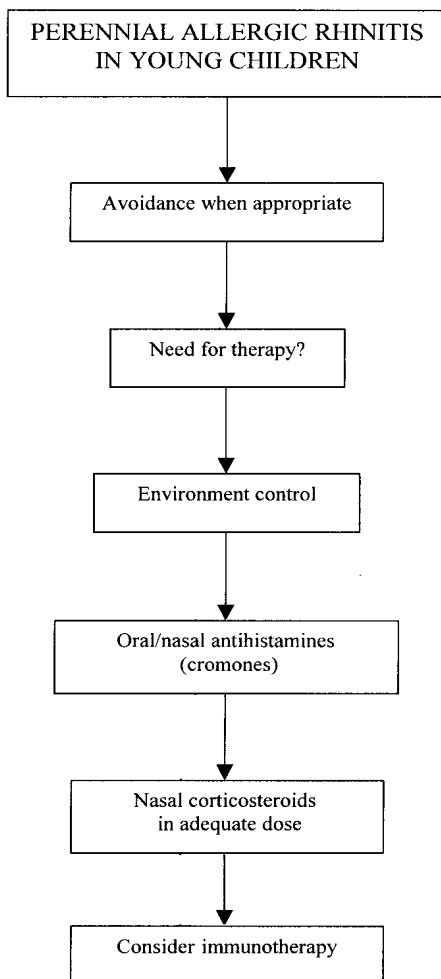 PERENNIAL ALLERGIC RHINITIS
IN YOUNG CHILDREN
Avoidance when appropriate
Need for therapy?
Environment control
Oral/nasal antihistamines
(cromones)
Nasal corticosteroids
in adequate dose
Consider immunotherapy